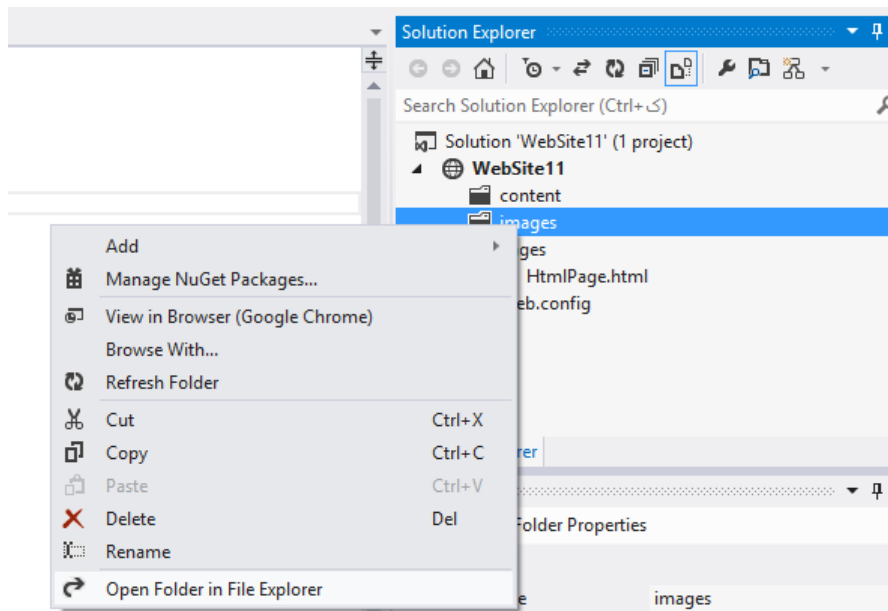 Solution Explorer
Search Solution Explorer (Ctrl+ک)
Solution 'WebSite11' (1 project)
WebSite11
content
images
ges
HtmlPage.html
eb.config
rer
Folder Properties
e images
Add
Manage NuGet Packages...
View in Browser (Google Chrome)
Browse With...
Refresh Folder
Cut Ctrl+X
Copy Ctrl+C
Paste Ctrl+V
Delete Del
Rename
Open Folder in File Explorer